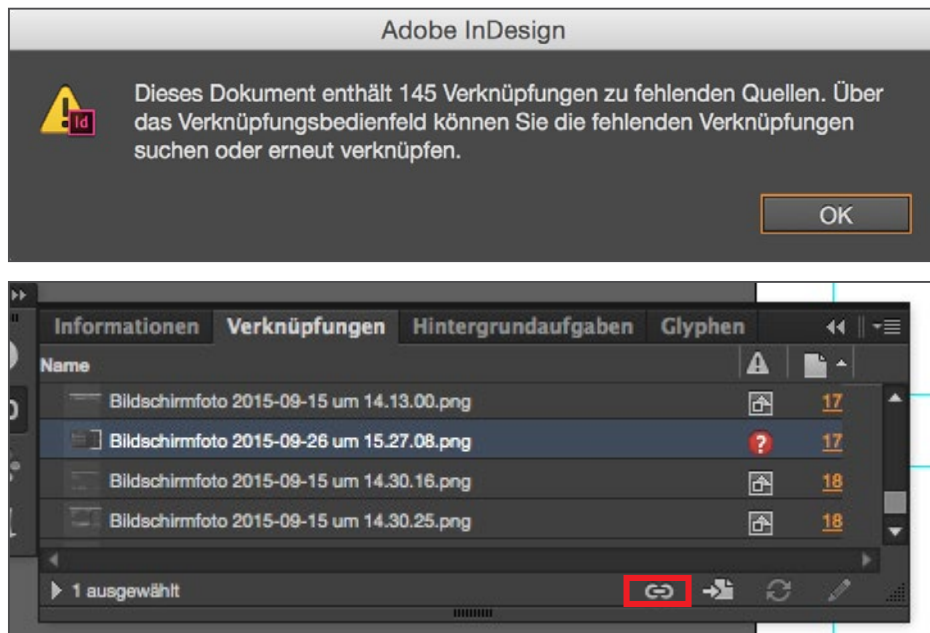 Adobe InDesign
Dieses Dokument enthält 145 Verknüpfungen zu fehlenden Quellen. Über
das Verknüpfungsbedienfeld können Sie die fehlenden Verknüpfungen
suchen oder erneut verknüpfen.
Id
OK
Informationen Verknüpfungen Hintergrundaufgaben Glyphen
Name
Bildschirmfoto 2015-09-15 um 14.13.00.png 17
Bildschirmfoto 2015-09-26 um 15.27.08.png ? 17
Bildschirmfoto 2015-09-15 um 14.30.16.png 18
Bildschirmfoto 2015-09-15 um 14.30.25.png 18
1 ausgewählt